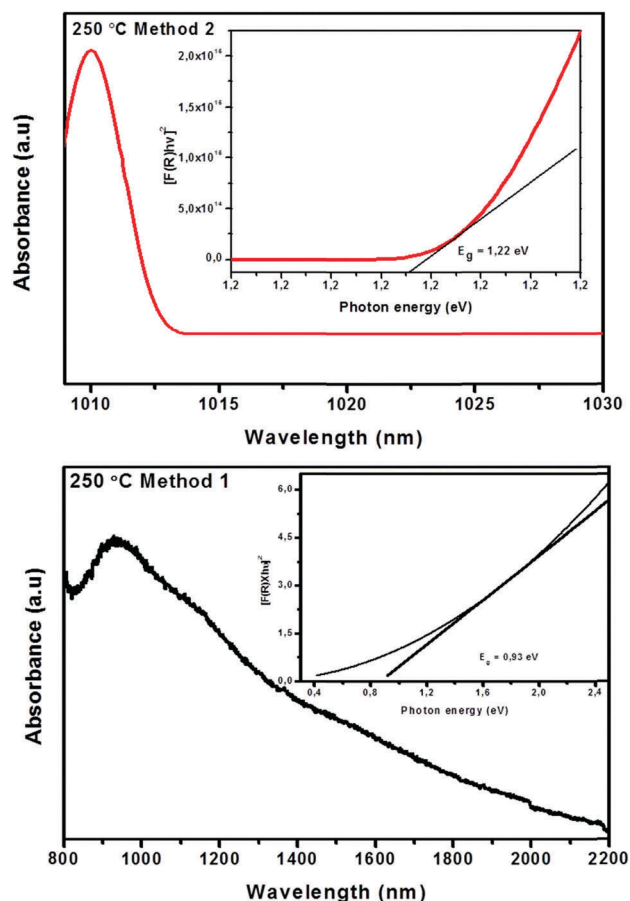 250 °C Method 2
2,0x10¹⁶
1,5x10¹⁶
1,0x10¹⁶
5,0x10¹⁴
0,0
[F(R)hν]²
E_g = 1,22 eV
1,2 1,2 1,2 1,2 1,2 1,2 1,2 1,2
Photon energy (eV)
Absorbance (a.u)
1010 1015 1020 1025 1030
Wavelength (nm)
250 °C Method 1
6,0
4,5
3,0
1,5
0,0
[F(R)Xhν]²
E_g = 0,93 eV
0,4 0,8 1,2 1,6 2,0 2,4
Photon energy (eV)
Absorbance (a.u)
800 1000 1200 1400 1600 1800 2000 2200
Wavelength (nm)